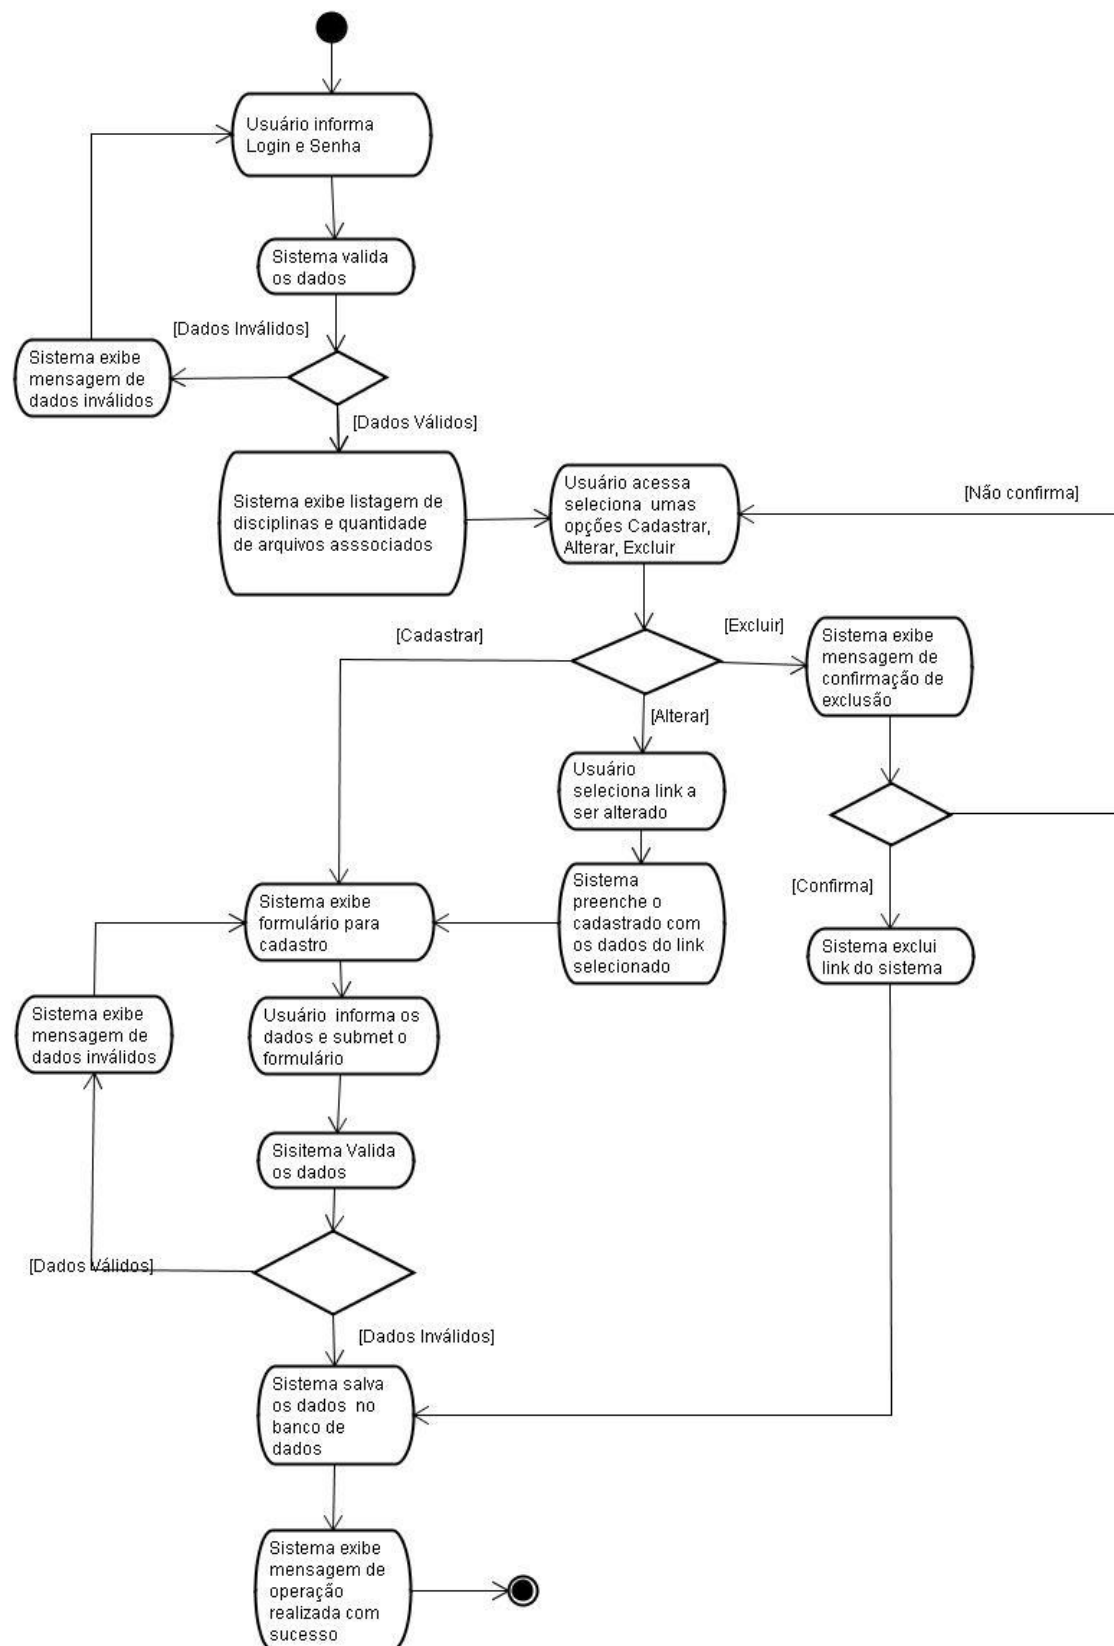 Usuário informa
Login e Senha
Sistema valida
os dados
[Dados Inválidos]
Sistema exibe
mensagem de
dados inválidos
[Dados Válidos]
Sistema exibe listagem de
disciplinas e quantidade
de arquivos asssociados
Usuário acessa
seleciona  umas
opções Cadastrar,
Alterar, Excluir
[Não confirma]
[Cadastrar]
[Excluir]
Sistema exibe
mensagem de
confirmação de
exclusão
[Alterar]
Usuário
seleciona link a
ser alterado
Sistema
preenche o
cadastrado com
os dados do link
selecionado
[Confirma]
Sistema exclui
link do sistema
Sistema exibe
formulário para
cadastro
Sistema exibe
mensagem de
dados inválidos
Usuário  informa os
dados e submet o
formulário
Sisitema Valida
os dados
[Dados Válidos]
[Dados Inválidos]
Sistema salva
os dados  no
banco de
dados
Sistema exibe
mensagem de
operação
realizada com
sucesso